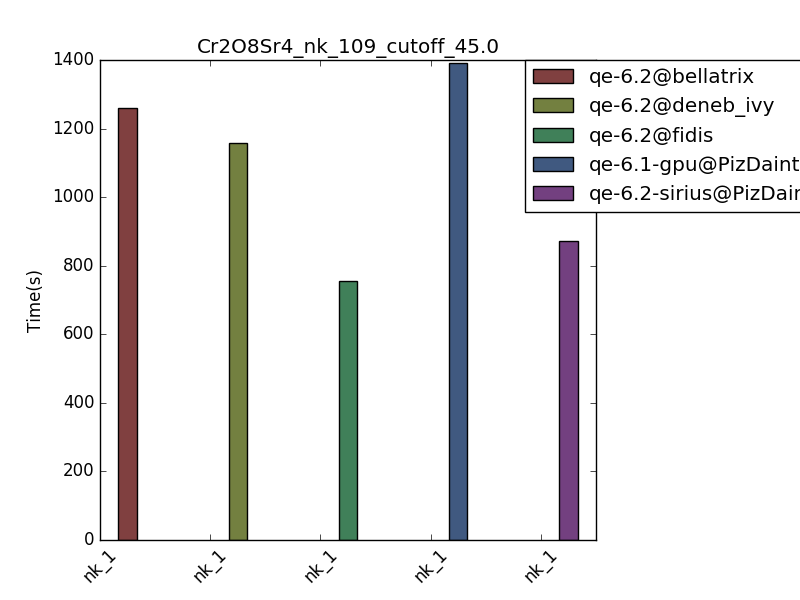 Cr2O8Sr4_nk_109_cutoff_45.0
1400
1200
1000
800
600
400
200
0
Time(s)
qe-6.2@bellatrix
qe-6.2@deneb_ivy
qe-6.2@fidis
qe-6.1-gpu@PizDaint
qe-6.2-sirius@PizDain
nk_1
nk_1
nk_1
nk_1
nk_1